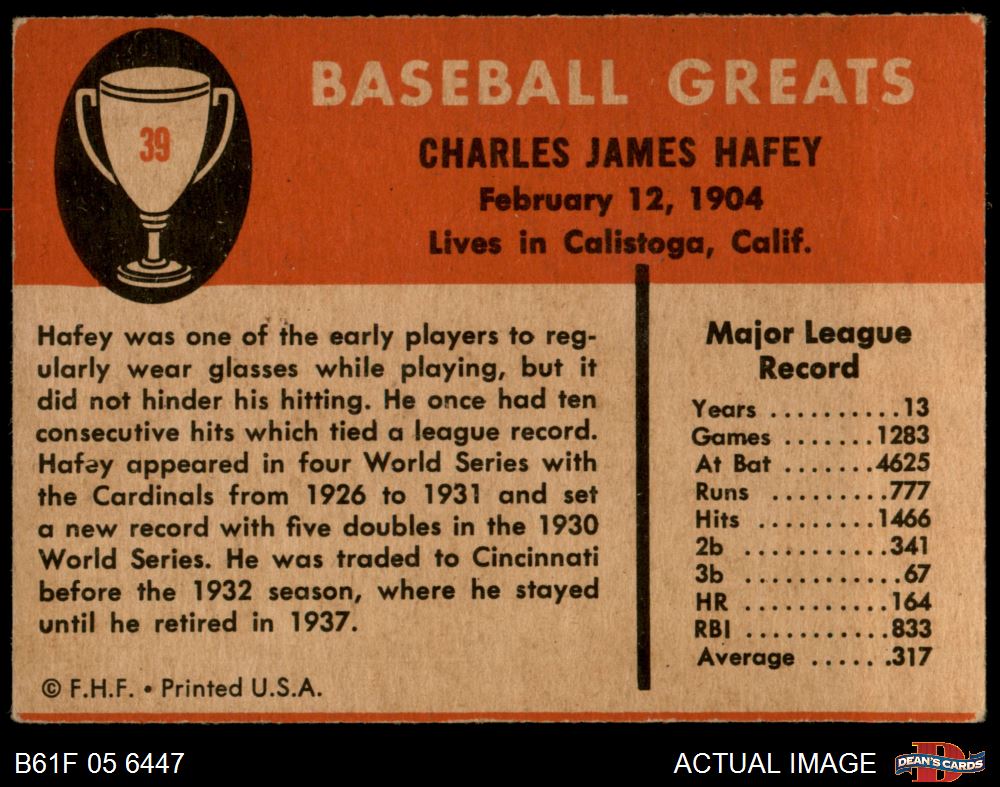 39
BASEBALL GREATS
CHARLES JAMES HAFEY
February 12, 1904
Lives in Calistoga, Calif.
Hafey was one of the early players to reg-
ularly wear glasses while playing, but it
did not hinder his hitting. He once had ten
consecutive hits which tied a league record.
Hafey appeared in four World Series with
the Cardinals from 1926 to 1931 and set
a new record with five doubles in the 1930
World Series. He was traded to Cincinnati
before the 1932 season, where he stayed
until he retired in 1937.
© F.H.F. • Printed U.S.A.
Major League
Record
Years ..........13
Games .......1283
At Bat .......4625
Runs .........777
Hits .........1466
2b ...........341
3b ............67
HR ...........164
RBI ...........833
Average .......317
B61F 05 6447
ACTUAL IMAGE
DEAN'S CARDS